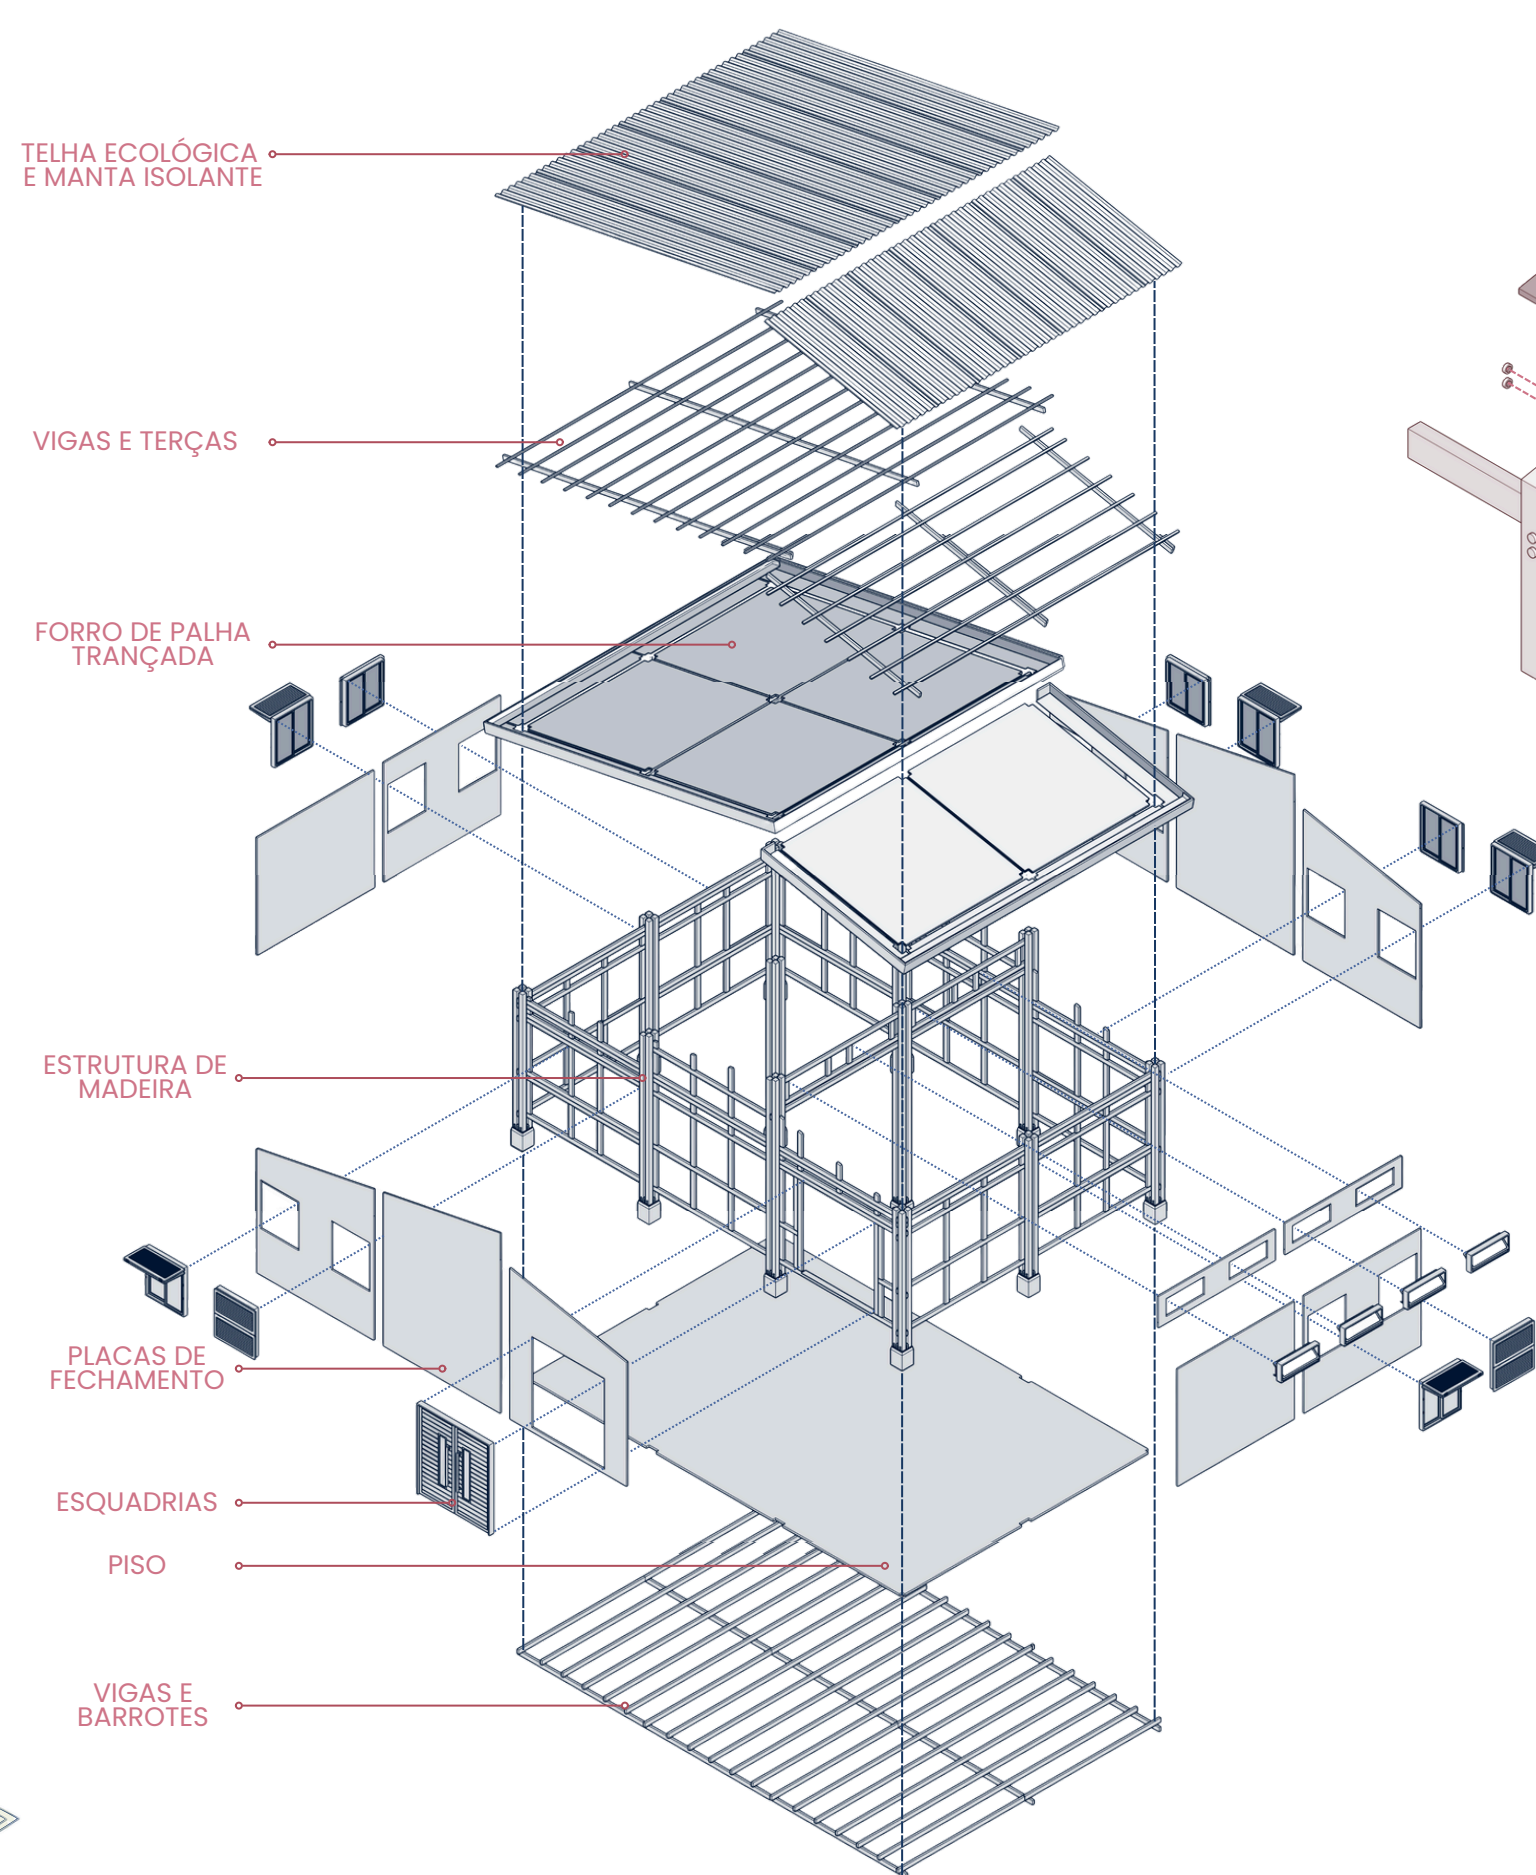 TELHA ECOLÓGICA
E MANTA ISOLANTE
VIGAS E TERÇAS
FORRO DE PALHA
TRANÇADA
ESTRUTURA DE
MADEIRA
PLACAS DE
FECHAMENTO
ESQUADRIAS
PISO
VIGAS E
BARROTES